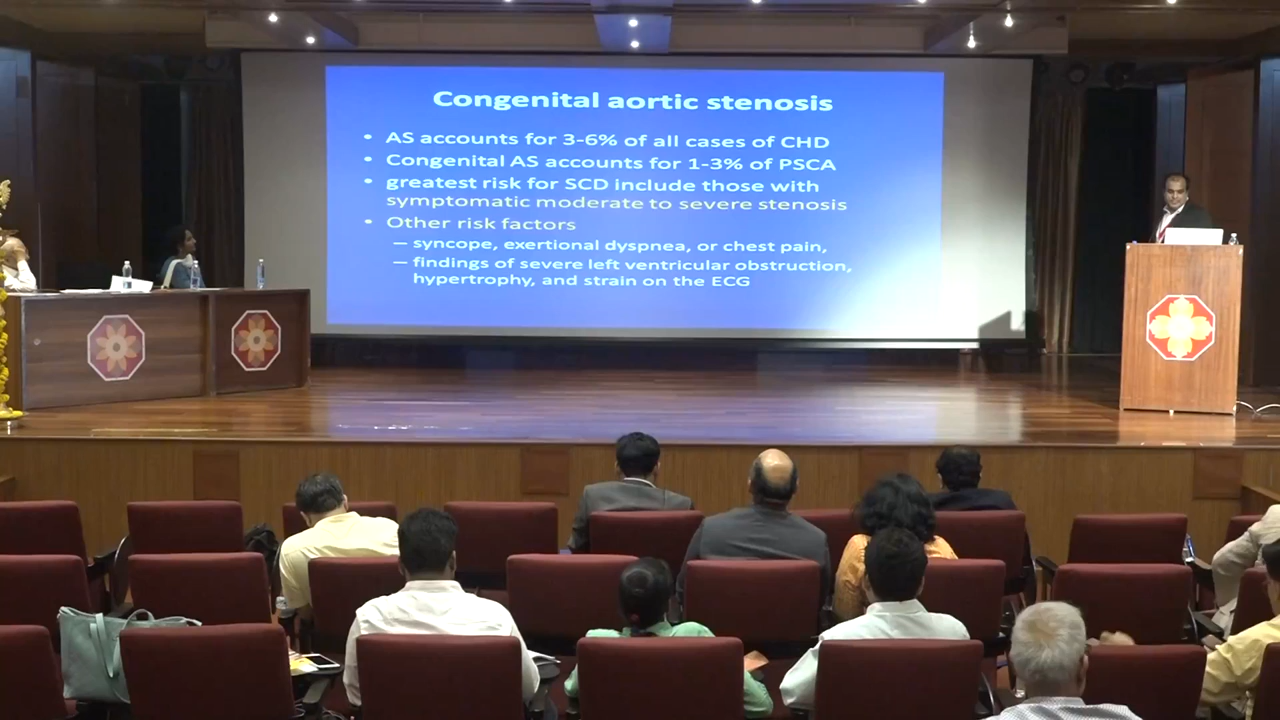 Congenital aortic stenosis
• AS accounts for 3-6% of all cases of CHD
• Congenital AS accounts for 1-3% of PSCA
• greatest risk for SCD include those with
symptomatic moderate to severe stenosis
• Other risk factors
– syncope, exertional dyspnea, or chest pain,
– findings of severe left ventricular obstruction,
hypertrophy, and strain on the ECG